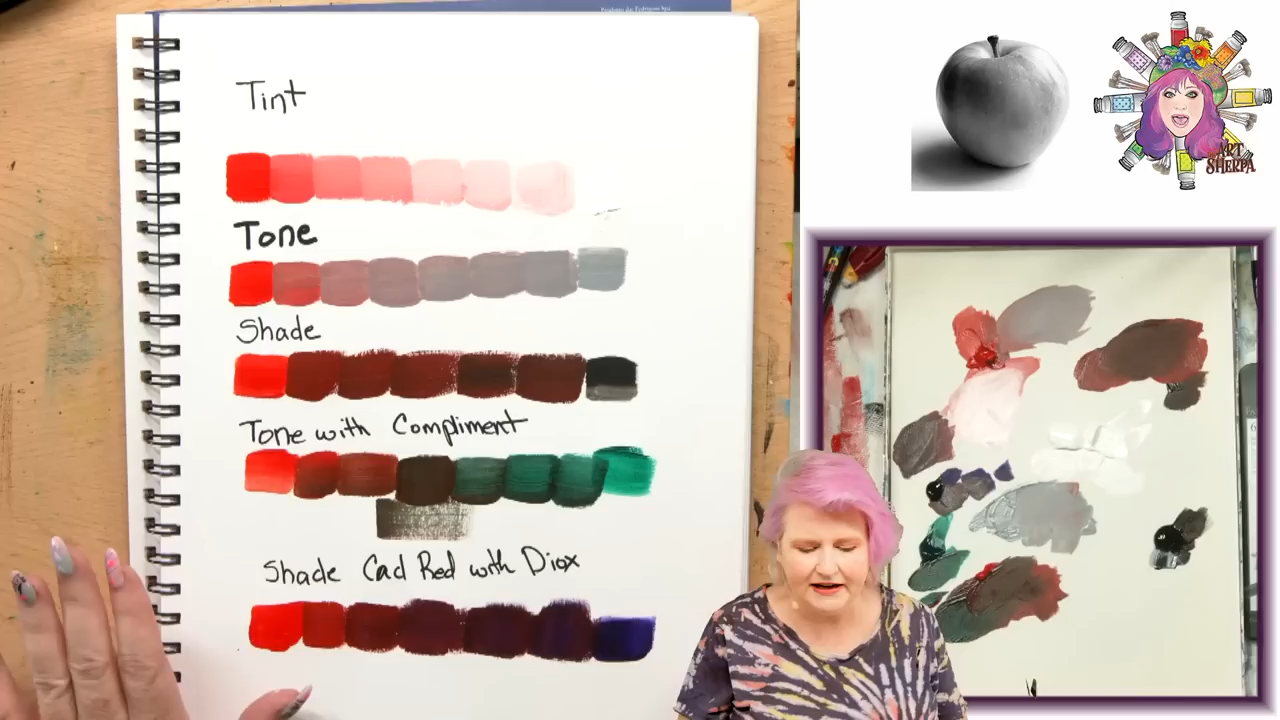 Tint
Tone
Shade
Tone with Compliment
Shade Cad Red with Diox
ART
SHERPA